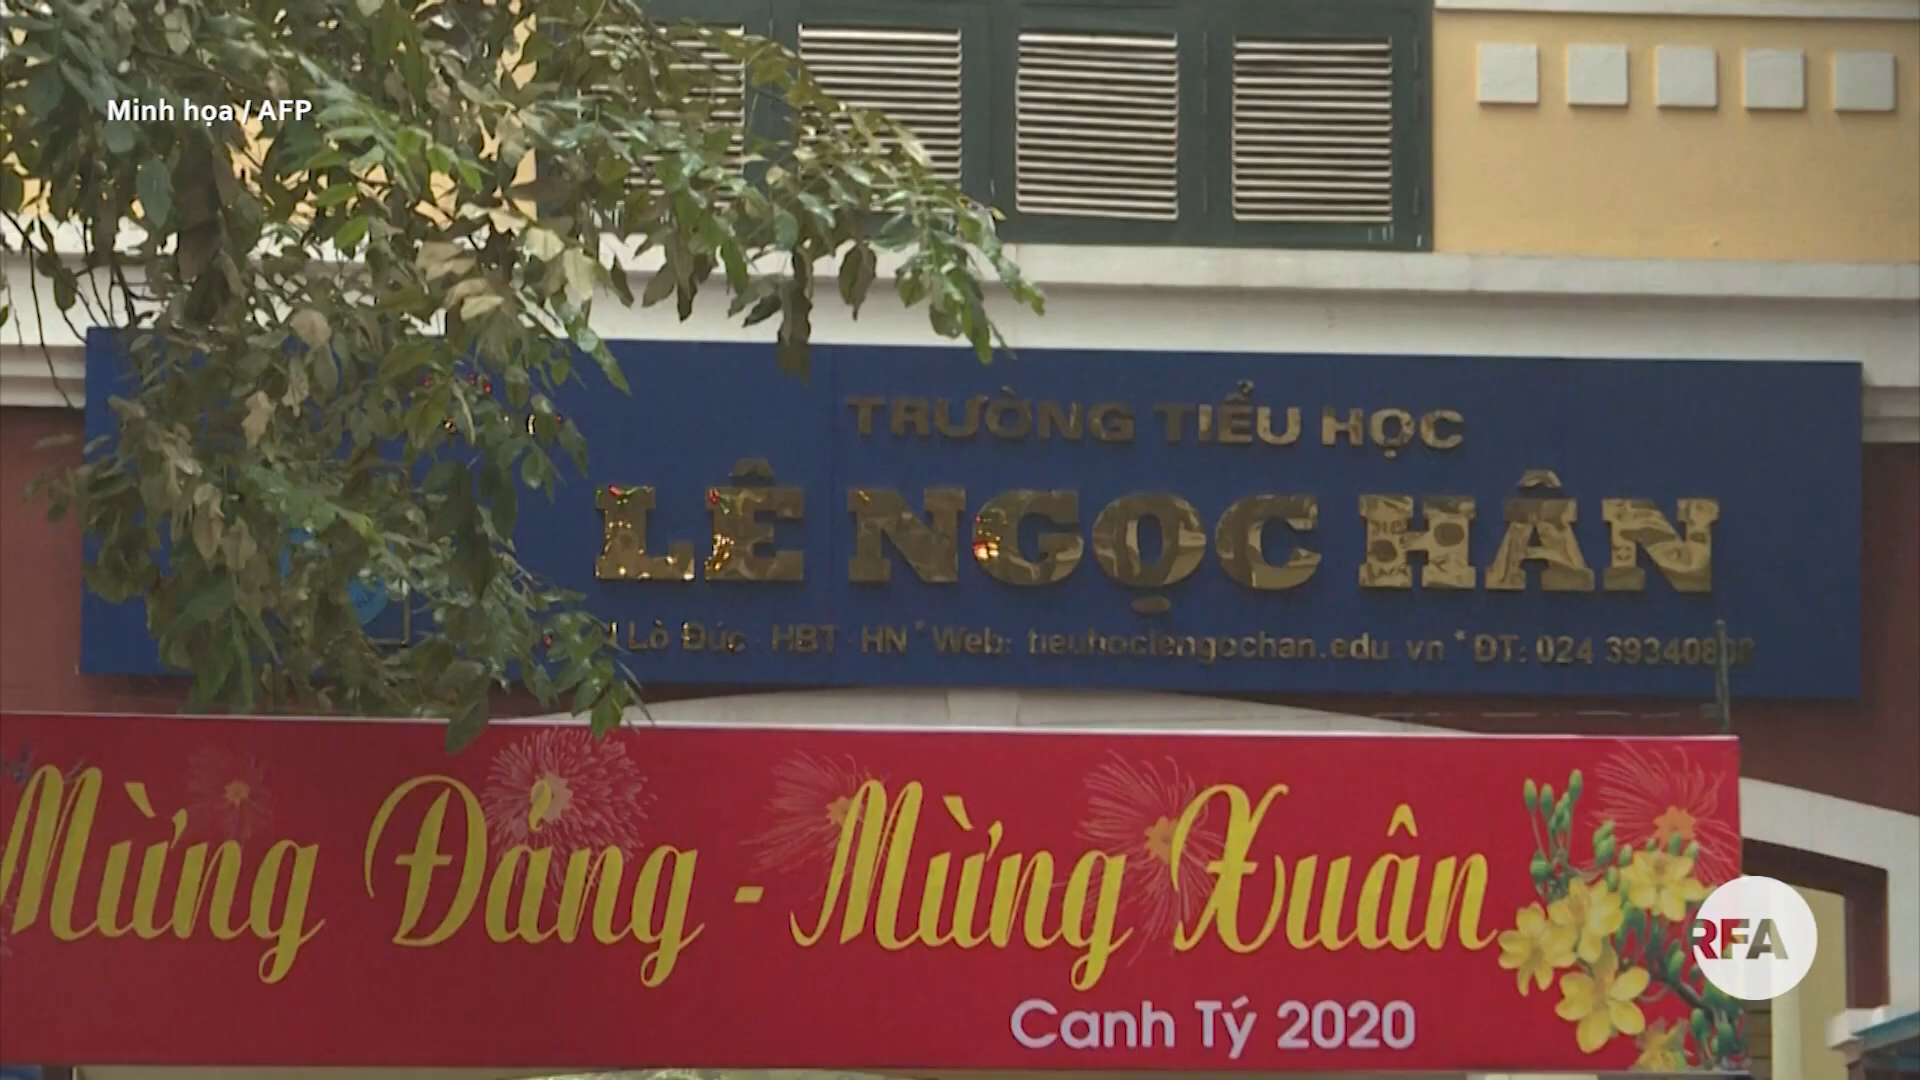 Minh họa / AFP
TRƯỜNG TIỂU HỌC
LÊ NGỌC HÂN
Lò Đúc - HBT - HN * Web: tieuhoclengochan.edu.vn * ĐT: 024
Mừng Đảng - Mừng Xuân
Canh Tý 2020
RFA